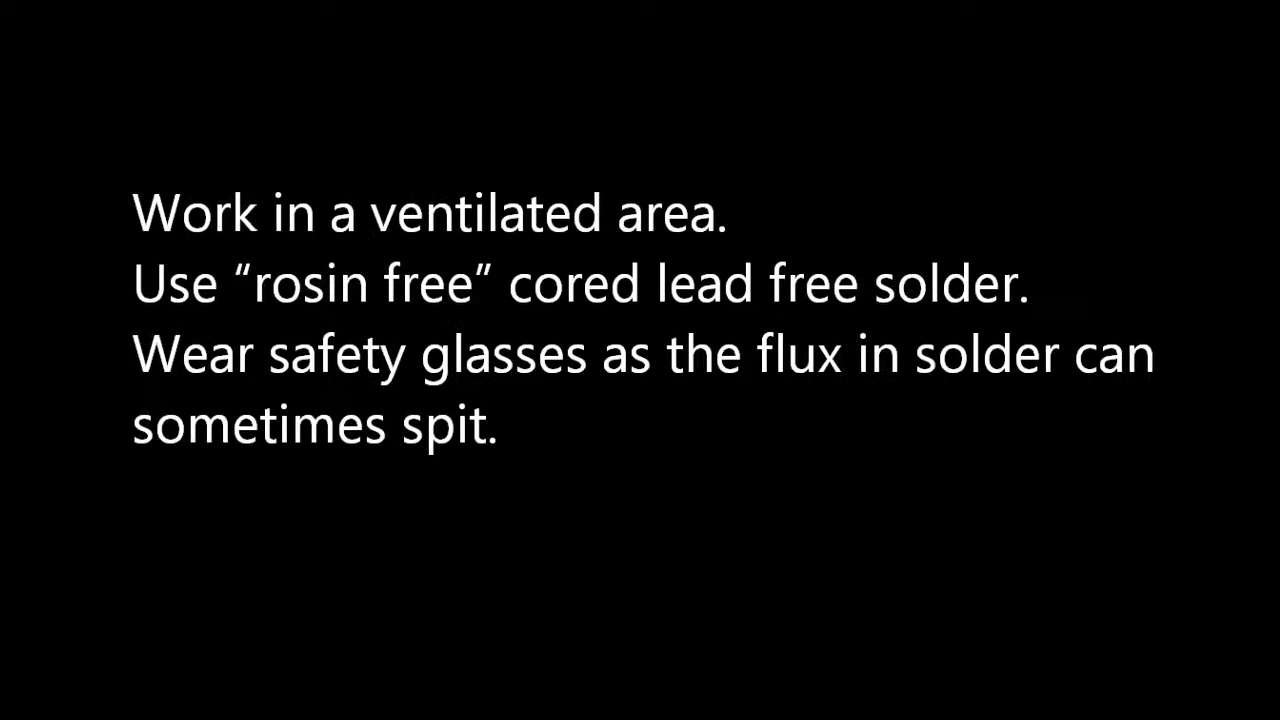 Work in a ventilated area.
Use “rosin free” cored lead free solder.
Wear safety glasses as the flux in solder can
sometimes spit.